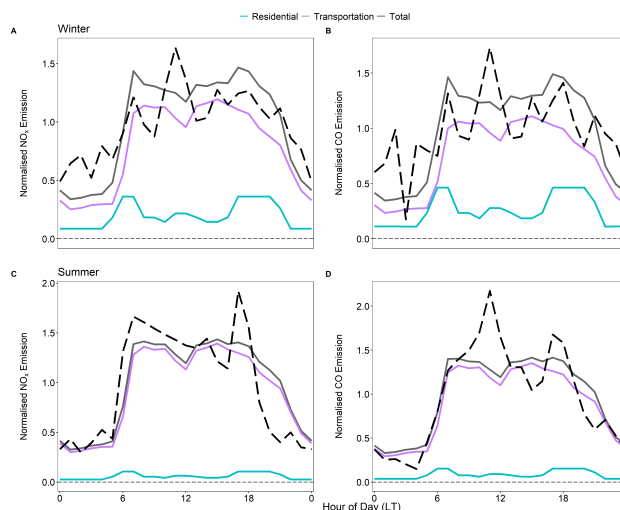 Residential Transportation Total
A Winter B
Normalised NOx Emission
1.5
1.0
0.5
0.0
Normalised CO Emission
1.5
1.0
0.5
0.0
C Summer D
Normalised NOx Emission
2.0
1.5
1.0
0.5
0.0
Normalised CO Emission
2.0
1.5
1.0
0.5
0.0
0 6 12 18 0 0 6 12 18
Hour of Day (LT)